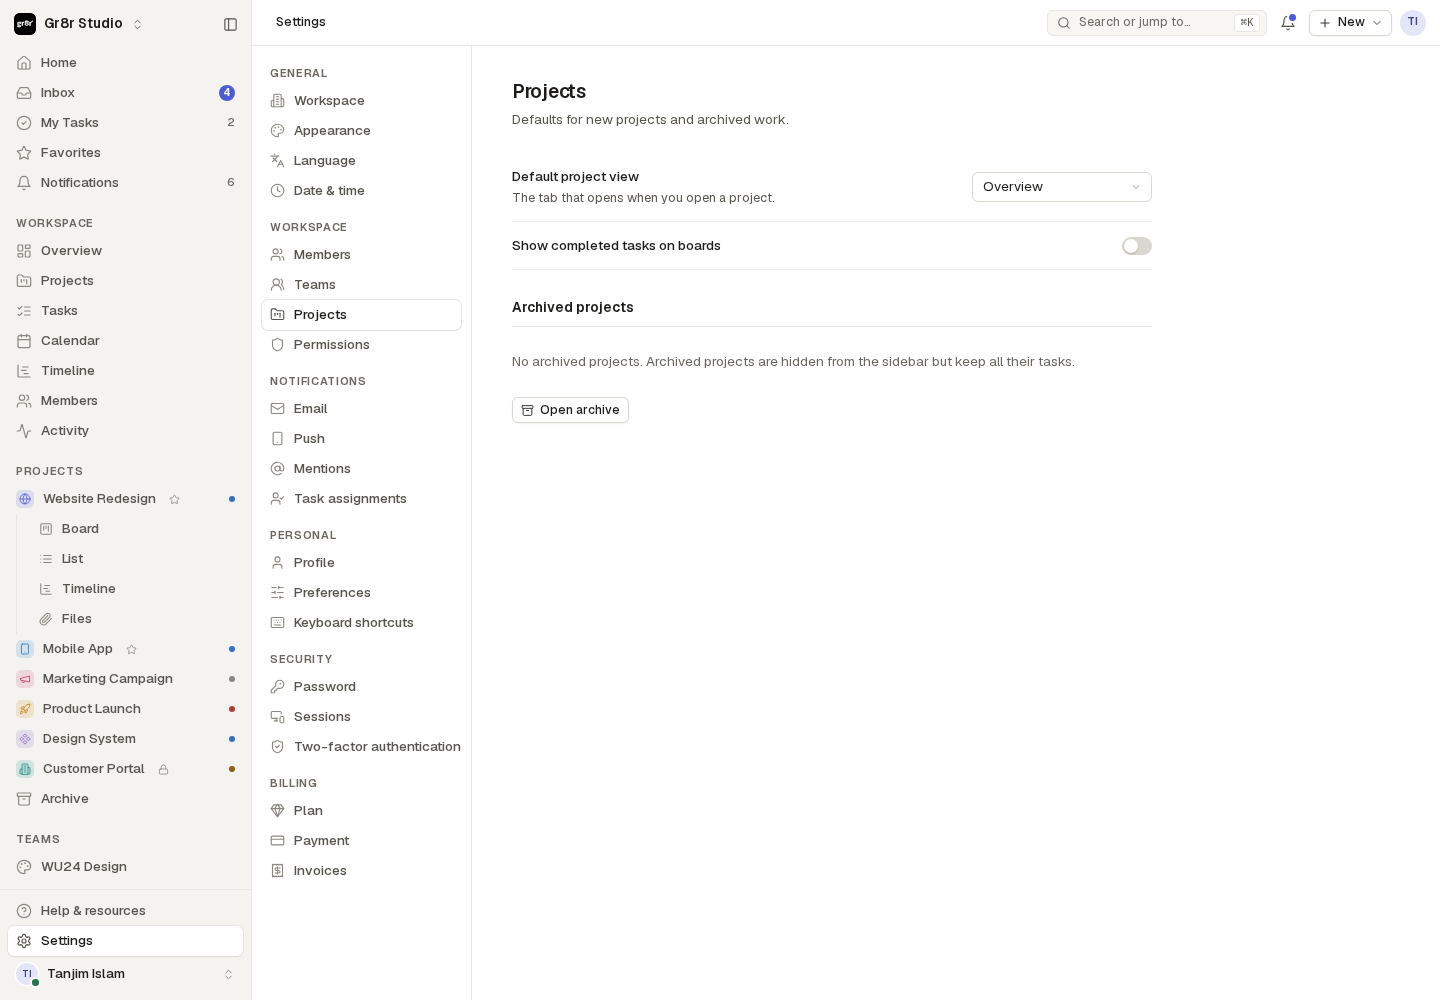 gr8r
Gr8r Studio
Home
Inbox
4
My Tasks
2
Favorites
Notifications
6
WORKSPACE
Overview
Projects
Tasks
Calendar
Timeline
Members
Activity
PROJECTS
Website Redesign
Board
List
Timeline
Files
Mobile App
Marketing Campaign
Product Launch
Design System
Customer Portal
Archive
TEAMS
WU24 Design
Help & resources
Settings
TI
Tanjim Islam
Settings
Search or jump to...
⌘K
New
TI
GENERAL
Workspace
Appearance
Language
Date & time
WORKSPACE
Members
Teams
Projects
Permissions
NOTIFICATIONS
Email
Push
Mentions
Task assignments
PERSONAL
Profile
Preferences
Keyboard shortcuts
SECURITY
Password
Sessions
Two-factor authentication
BILLING
Plan
Payment
Invoices
Projects
Defaults for new projects and archived work.
Default project view
The tab that opens when you open a project.
Overview
Show completed tasks on boards
Archived projects
No archived projects. Archived projects are hidden from the sidebar but keep all their tasks.
Open archive